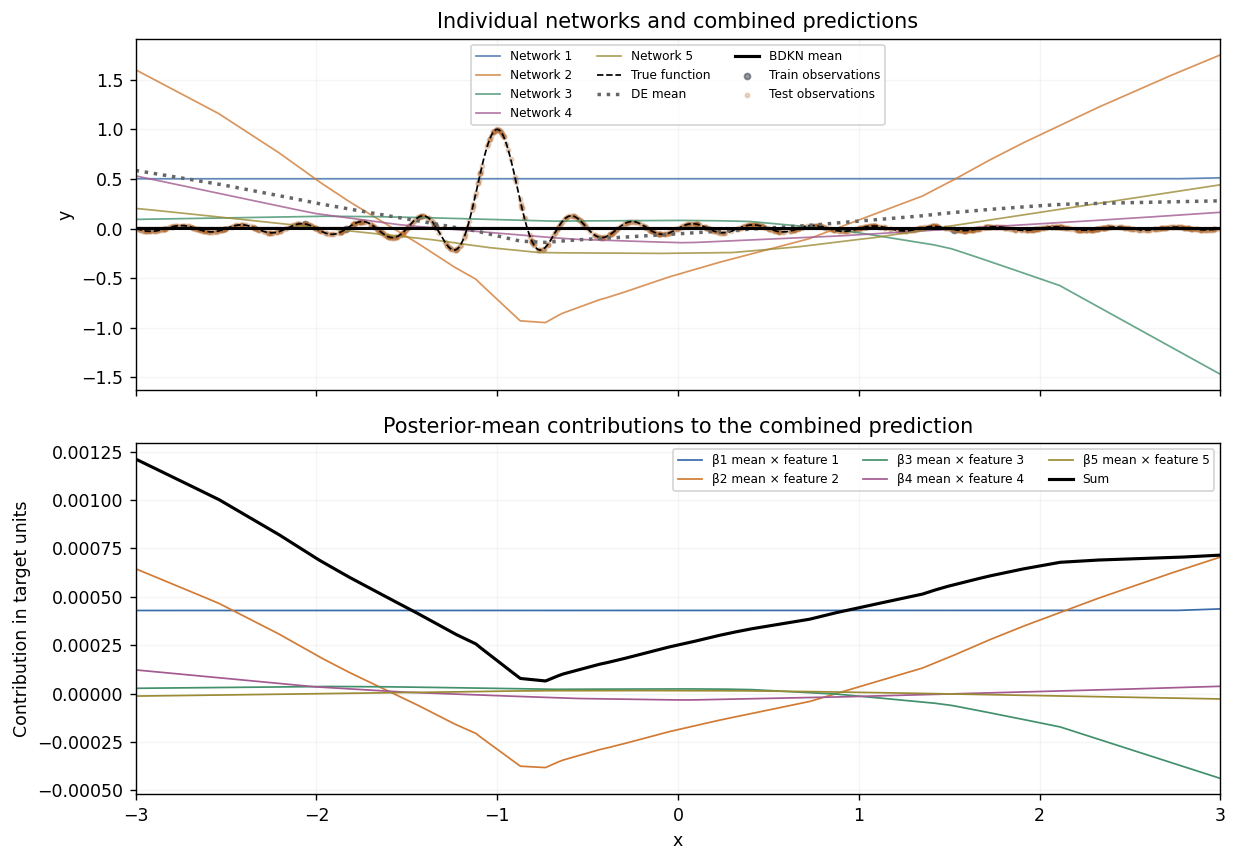 Individual networks and combined predictions
Network 1
Network 2
Network 3
Network 4
Network 5
True function
DE mean
BDKN mean
Train observations
Test observations
1.5
1.0
0.5
0.0
−0.5
−1.0
−1.5
y
Posterior-mean contributions to the combined prediction
β1 mean × feature 1
β2 mean × feature 2
β3 mean × feature 3
β4 mean × feature 4
β5 mean × feature 5
Sum
0.00125
0.00100
0.00075
0.00050
0.00025
0.00000
−0.00025
−0.00050
Contribution in target units
−3 −2 −1 0 1 2 3
x